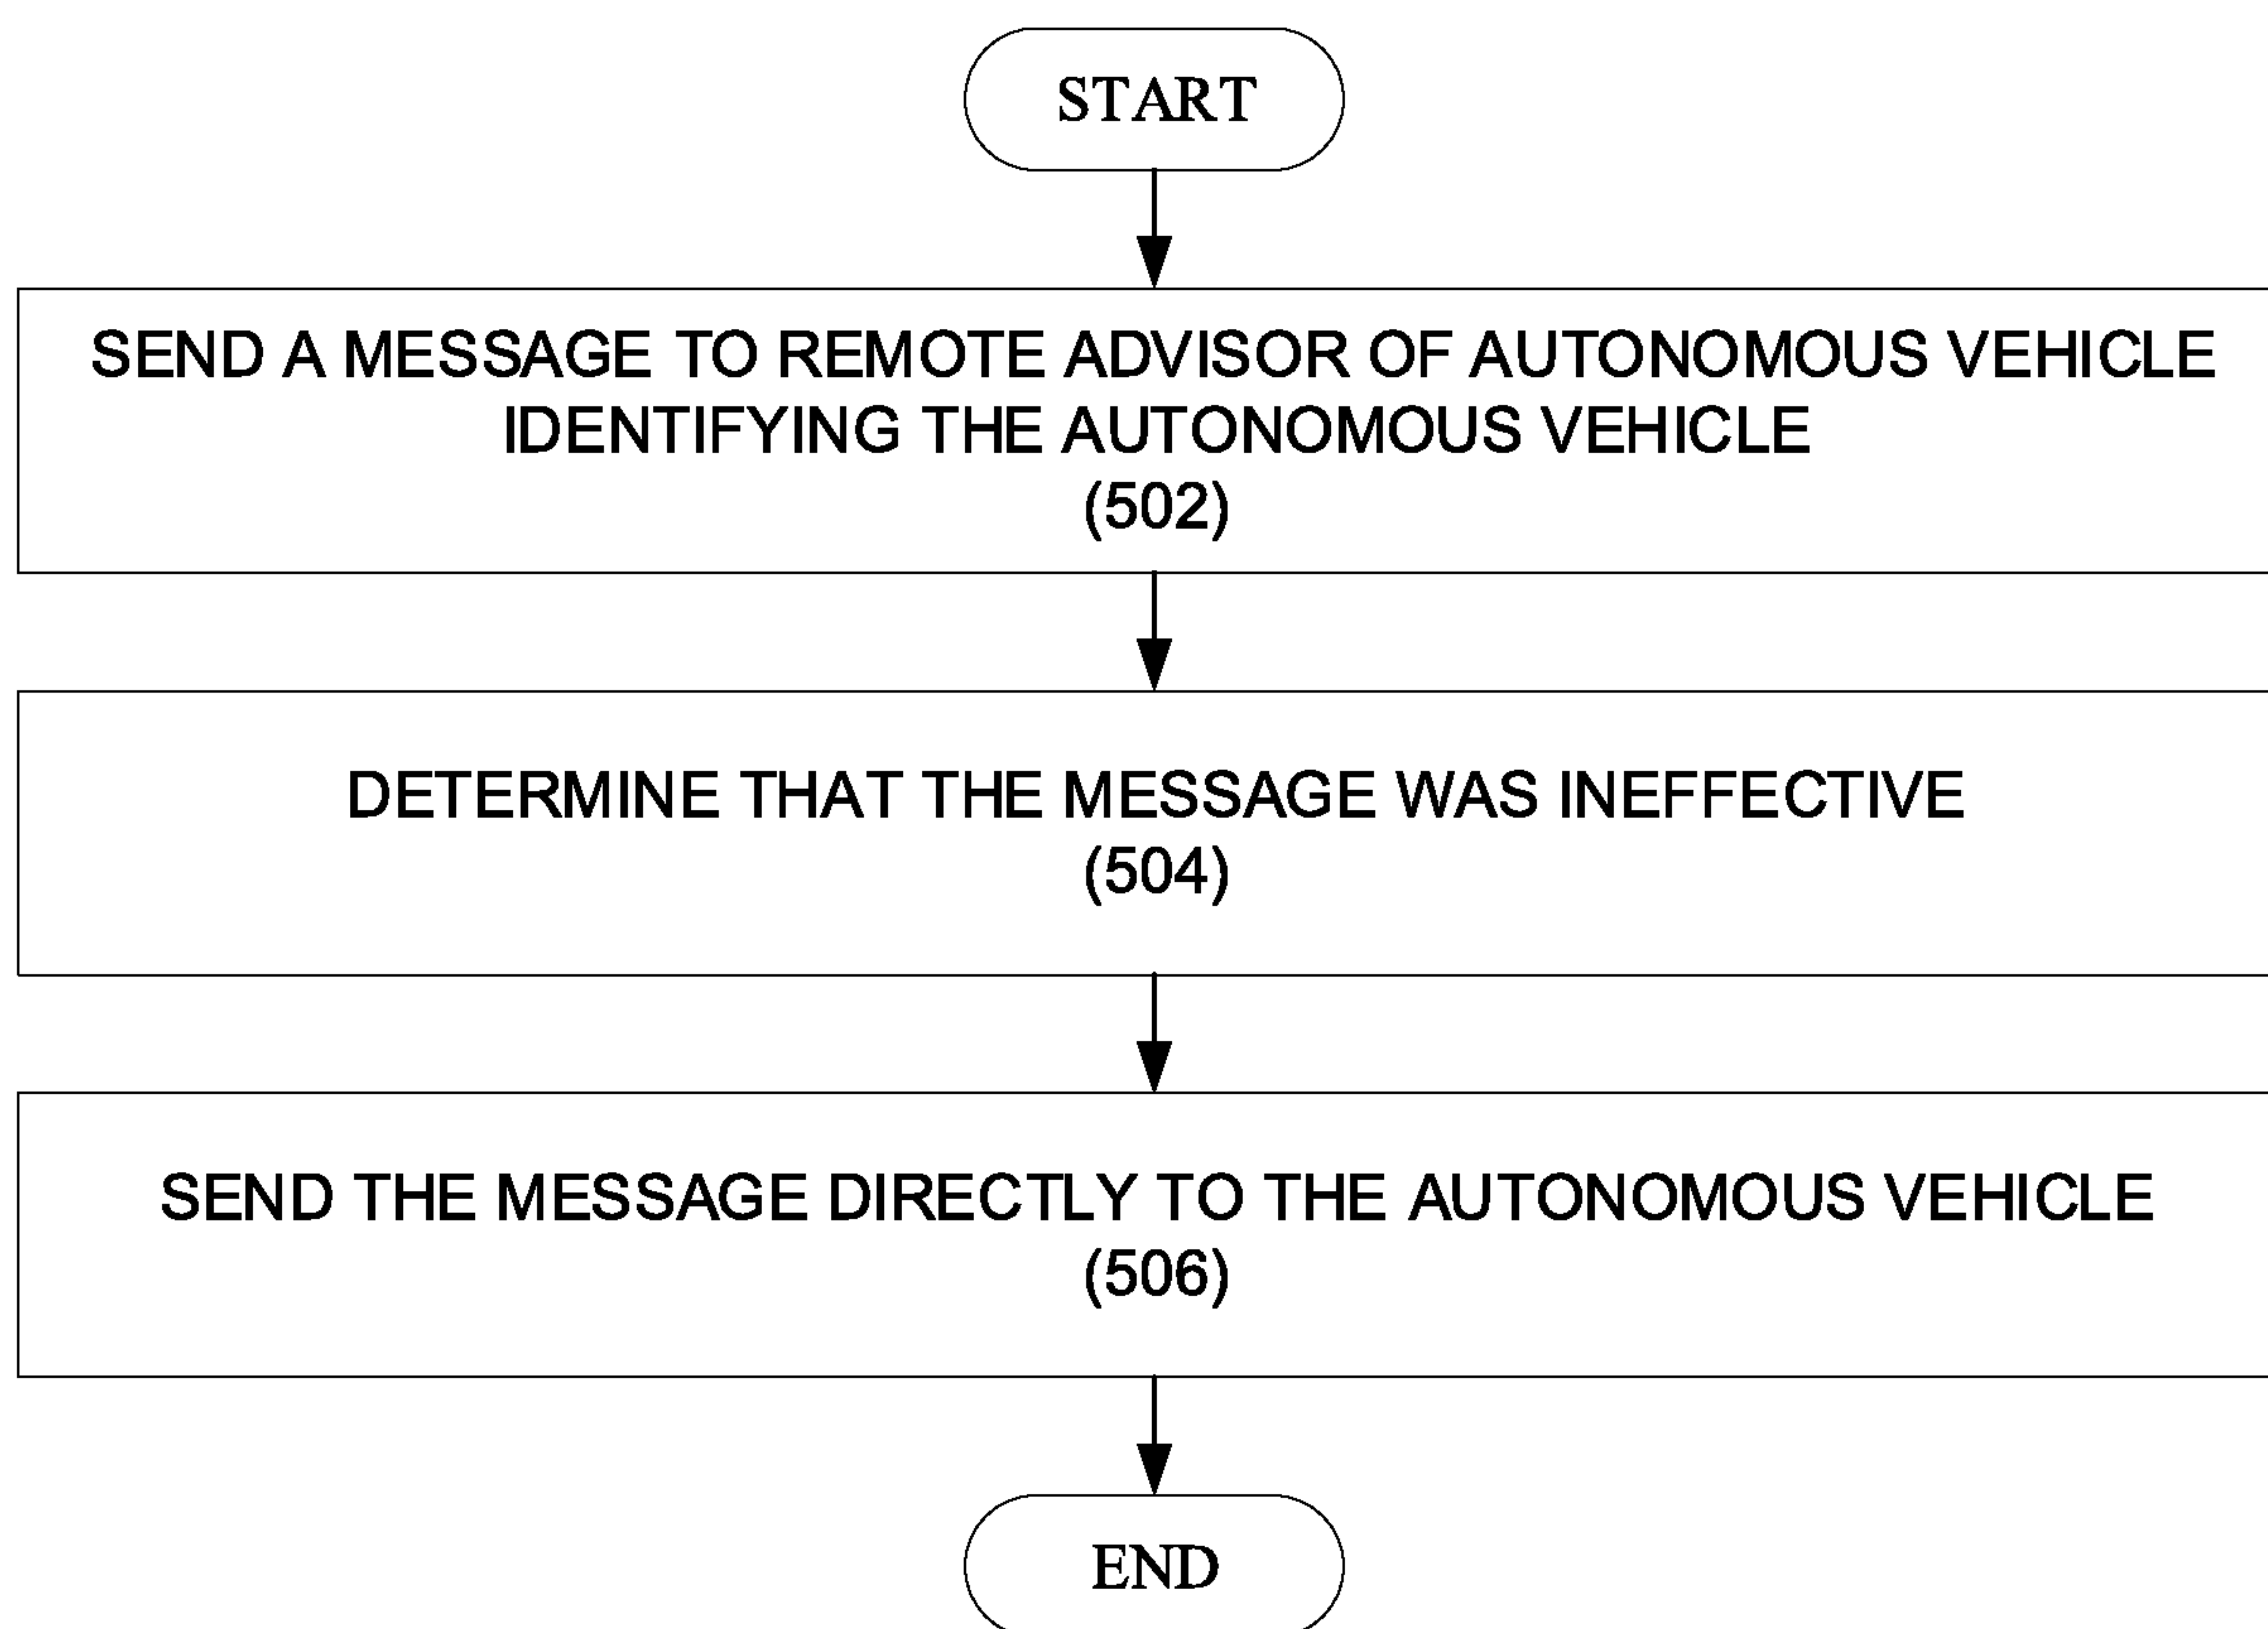 START
SEND A MESSAGE TO REMOTE ADVISOR OF AUTONOMOUS VEHICLE
IDENTIFYING THE AUTONOMOUS VEHICLE
(502)
DETERMINE THAT THE MESSAGE WAS INEFFECTIVE
(504)
SEND THE MESSAGE DIRECTLY TO THE AUTONOMOUS VEHICLE
(506)
END